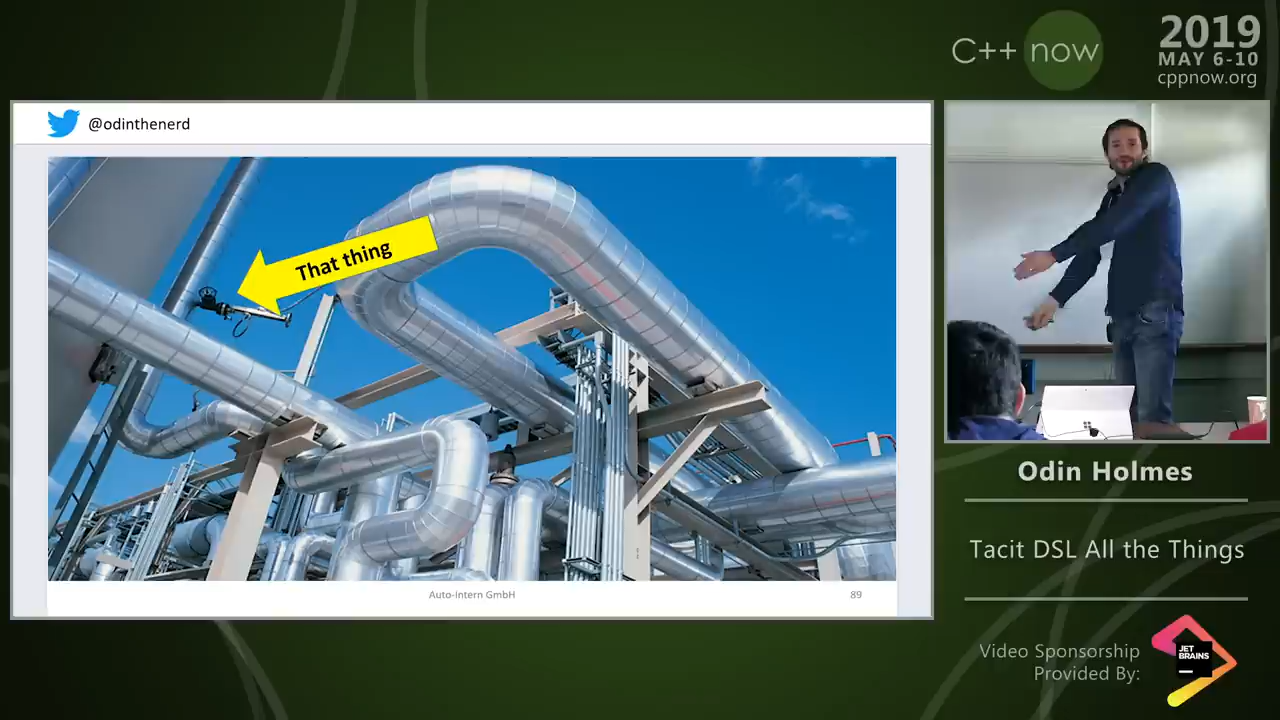 C++ now
2019
MAY 6-10
cppnow.org
@odinthenerd
That thing
Auto-Intern GmbH
89
Odin Holmes
Tacit DSL All the Things
Video Sponsorship
Provided By:
JET
BRAINS